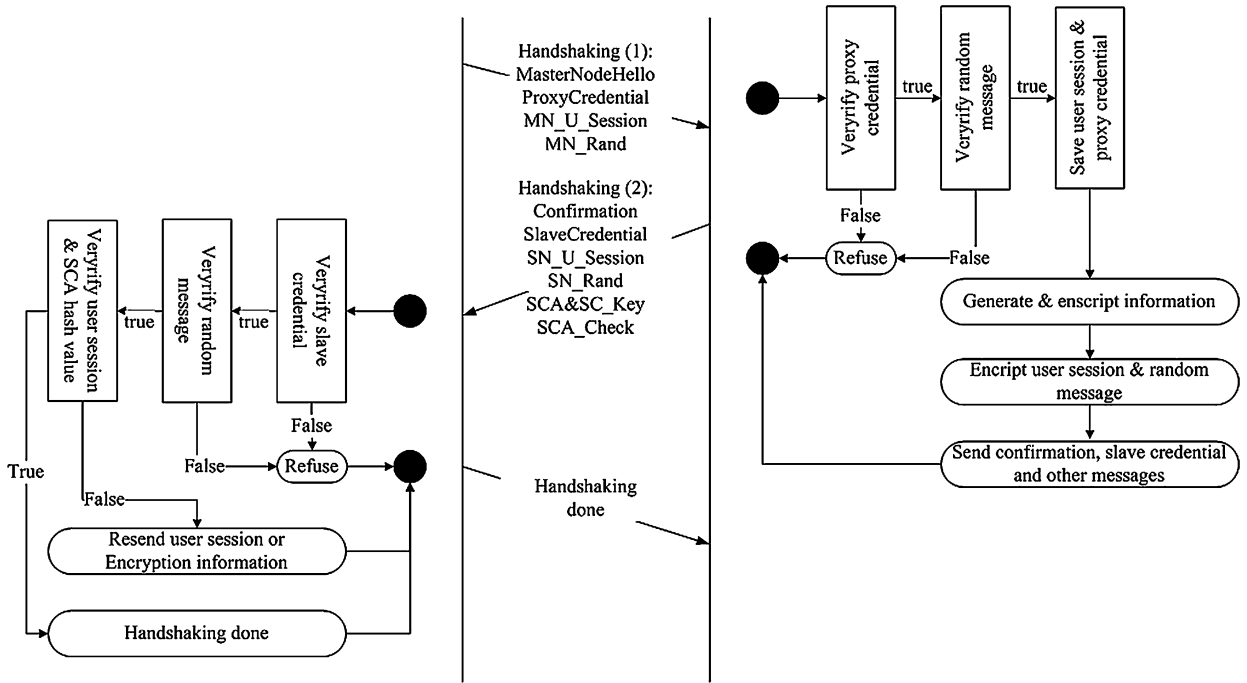 Handshaking (1):
MasterNodeHello
ProxyCredential
MN_U_Session
MN_Rand
Handshaking (2):
Confirmation
SlaveCredential
SN_U_Session
SN_Rand
SCA&SC_Key
SCA_Check
Handshaking
done
Veryrify proxy
credential
true
Vcryrify random
message
true
Save user session &
proxy credential
False
Refuse
False
Generate & enscript information
Encript user session & random
message
Send confirmation, slave credential
and other messages
Veryrify slave
credential
true
Veryrify random
message
true
Veryrify user session
& SCA hash value
False
False
Refuse
True
False
Resend user session or
Encryption information
Handshaking done